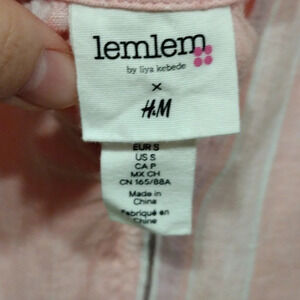 lemlem
by liya kebede
×
H&M
EUR S
US S
CA P
MX CH
CN 165/88A
Made in
China
Fabriqué en
Chine